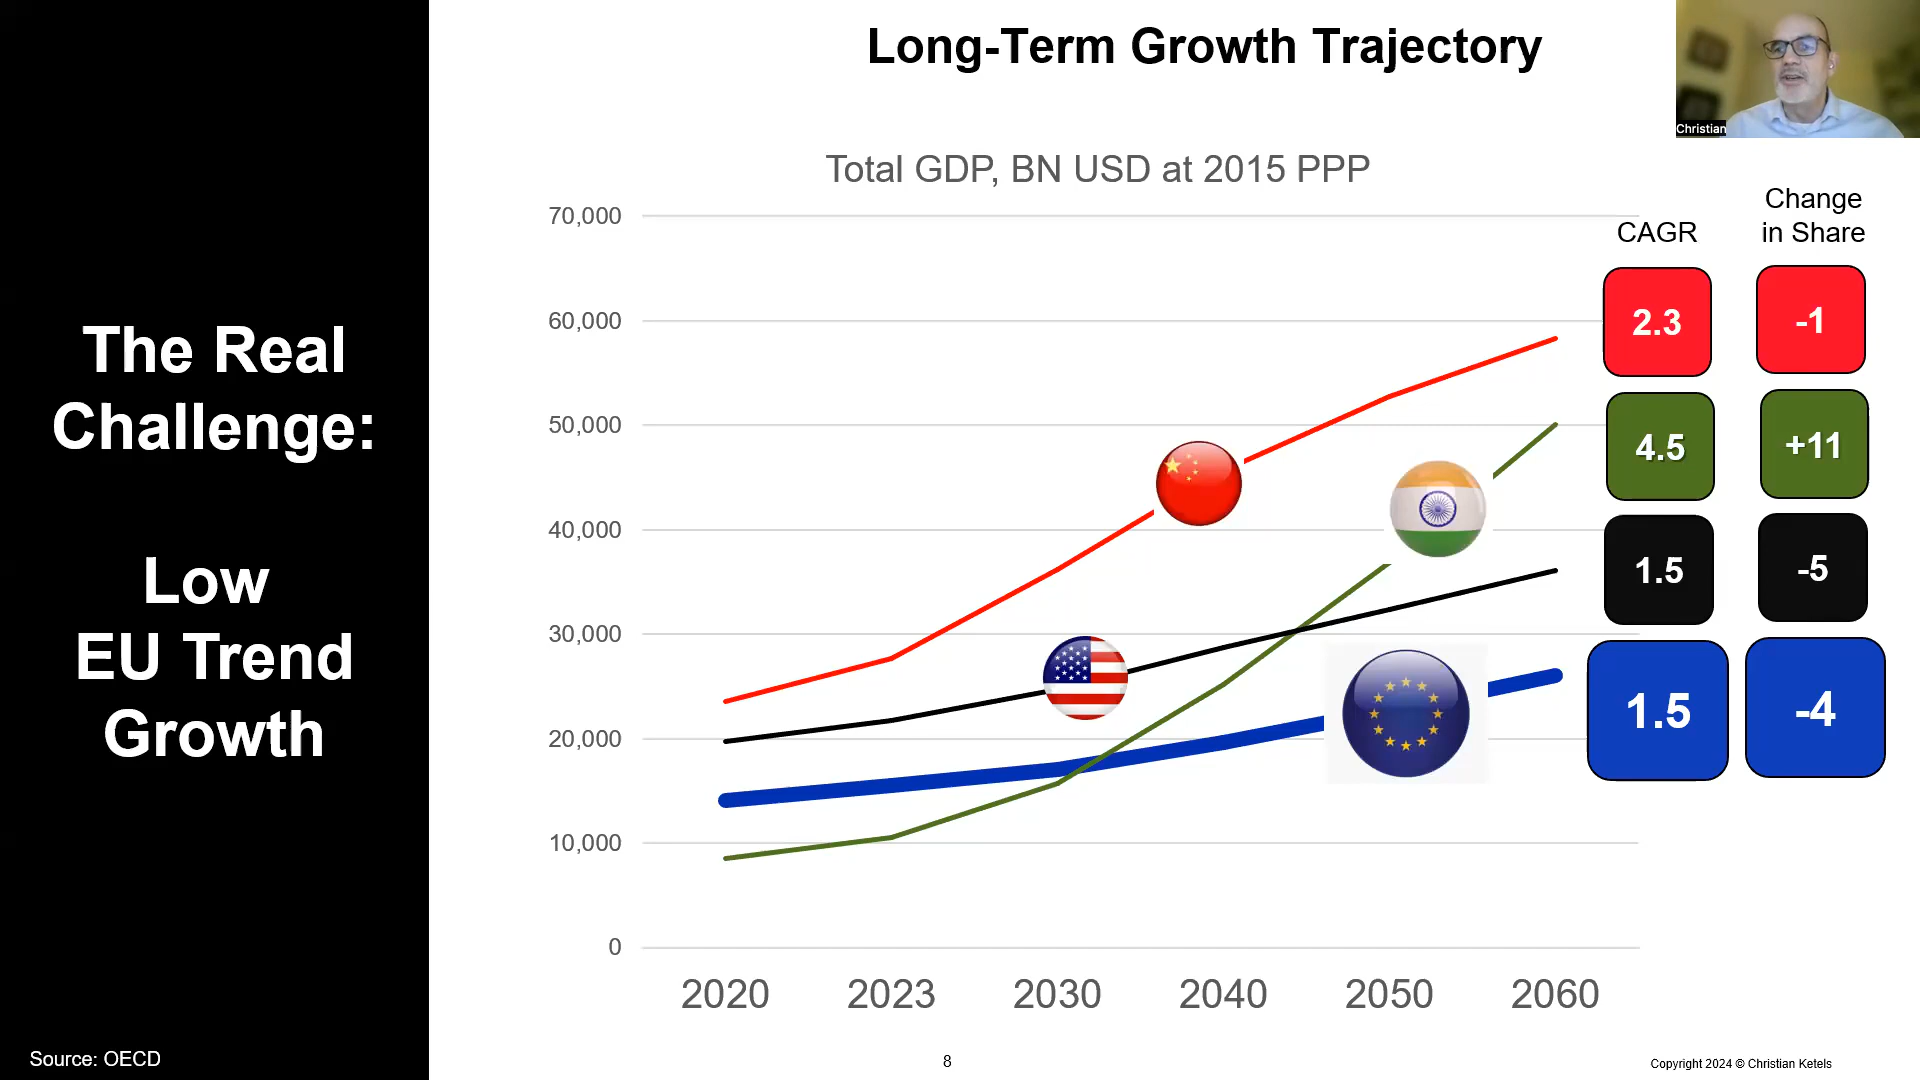 Long-Term Growth Trajectory
Christian
The Real
Challenge:
Low
EU Trend
Growth
Total GDP, BN USD at 2015 PPP
70,000
60,000
50,000
40,000
30,000
20,000
10,000
0
2020 2023 2030 2040 2050 2060
CAGR
Change
in Share
2.3 -1
4.5 +11
1.5 -5
1.5 -4
Source: OECD
8
Copyright 2024 © Christian Ketels